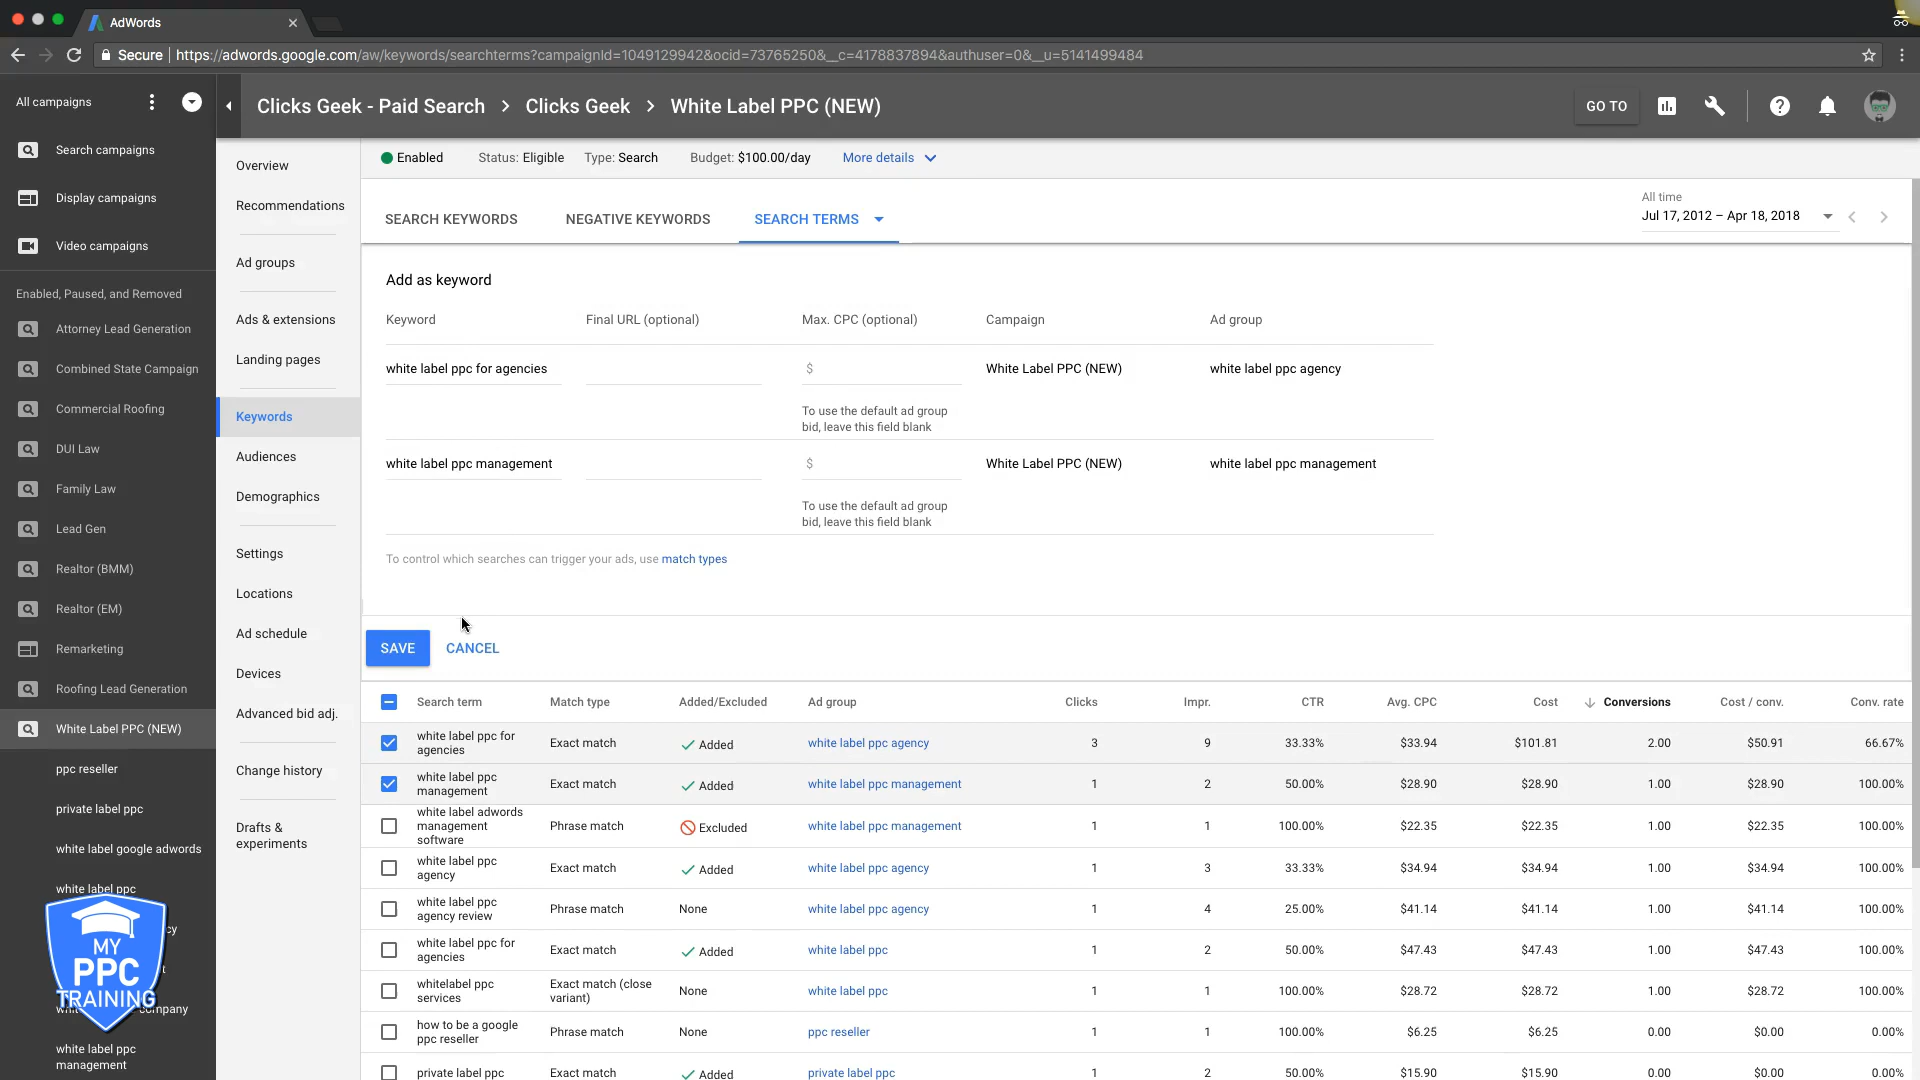 AdWords
Secure
https://adwords.google.com/aw/keywords/searchterms?campaignId=1049129942&ocid=73765250&__c=4178837894&authuser=0&__u=5141499484
All campaigns
Clicks Geek - Paid Search > Clicks Geek > White Label PPC (NEW)
GO TO
Search campaigns
Display campaigns
Video campaigns
Enabled, Paused, and Removed
Attorney Lead Generation
Combined State Campaign
Commercial Roofing
DUI Law
Family Law
Lead Gen
Realtor (BMM)
Realtor (EM)
Remarketing
Roofing Lead Generation
White Label PPC (NEW)
ppc reseller
private label ppc
white label google adwords
white label ppc
cy
t
company
white label ppc
management
MY
PPC
TRAINING
Overview
Recommendations
Ad groups
Ads & extensions
Landing pages
Keywords
Audiences
Demographics
Settings
Locations
Ad schedule
Devices
Advanced bid adj.
Change history
Drafts &
experiments
Enabled Status: Eligible Type: Search Budget: $100.00/day More details
SEARCH KEYWORDS NEGATIVE KEYWORDS SEARCH TERMS
All time
Jul 17, 2012 – Apr 18, 2018
Add as keyword
Keyword Final URL (optional) Max. CPC (optional) Campaign Ad group
white label ppc for agencies $ White Label PPC (NEW) white label ppc agency
To use the default ad group
bid, leave this field blank
white label ppc management $ White Label PPC (NEW) white label ppc management
To use the default ad group
bid, leave this field blank
To control which searches can trigger your ads, use match types
SAVE CANCEL
Search term Match type Added/Excluded Ad group Clicks Impr. CTR Avg. CPC Cost Conversions Cost / conv. Conv. rate
white label ppc for
agencies Exact match Added white label ppc agency 3 9 33.33% $33.94 $101.81 2.00 $50.91 66.67%
white label ppc
management Exact match Added white label ppc management 1 2 50.00% $28.90 $28.90 1.00 $28.90 100.00%
white label adwords
management
software Phrase match Excluded white label ppc management 1 1 100.00% $22.35 $22.35 1.00 $22.35 100.00%
white label ppc
agency Exact match Added white label ppc agency 1 3 33.33% $34.94 $34.94 1.00 $34.94 100.00%
white label ppc
agency review Phrase match None white label ppc agency 1 4 25.00% $41.14 $41.14 1.00 $41.14 100.00%
white label ppc for
agencies Exact match Added white label ppc 1 2 50.00% $47.43 $47.43 1.00 $47.43 100.00%
whitelabel ppc
services Exact match (close
variant) None white label ppc 1 1 100.00% $28.72 $28.72 1.00 $28.72 100.00%
how to be a google
ppc reseller Phrase match None ppc reseller 1 1 100.00% $6.25 $6.25 0.00 $0.00 0.00%
private label ppc Exact match Added private label ppc 1 2 50.00% $15.90 $15.90 0.00 $0.00 0.00%